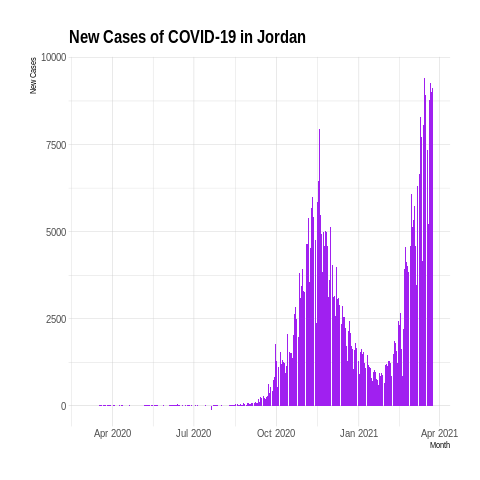 New Cases of COVID-19 in Jordan
New Cases
10000
7500
5000
2500
0
Apr 2020 Jul 2020 Oct 2020 Jan 2021 Apr 2021
Month